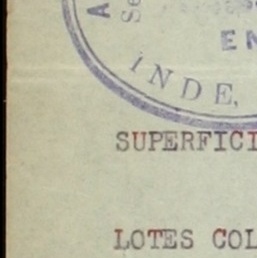 EN
INDE,
SUPERFICI
LOTES COL